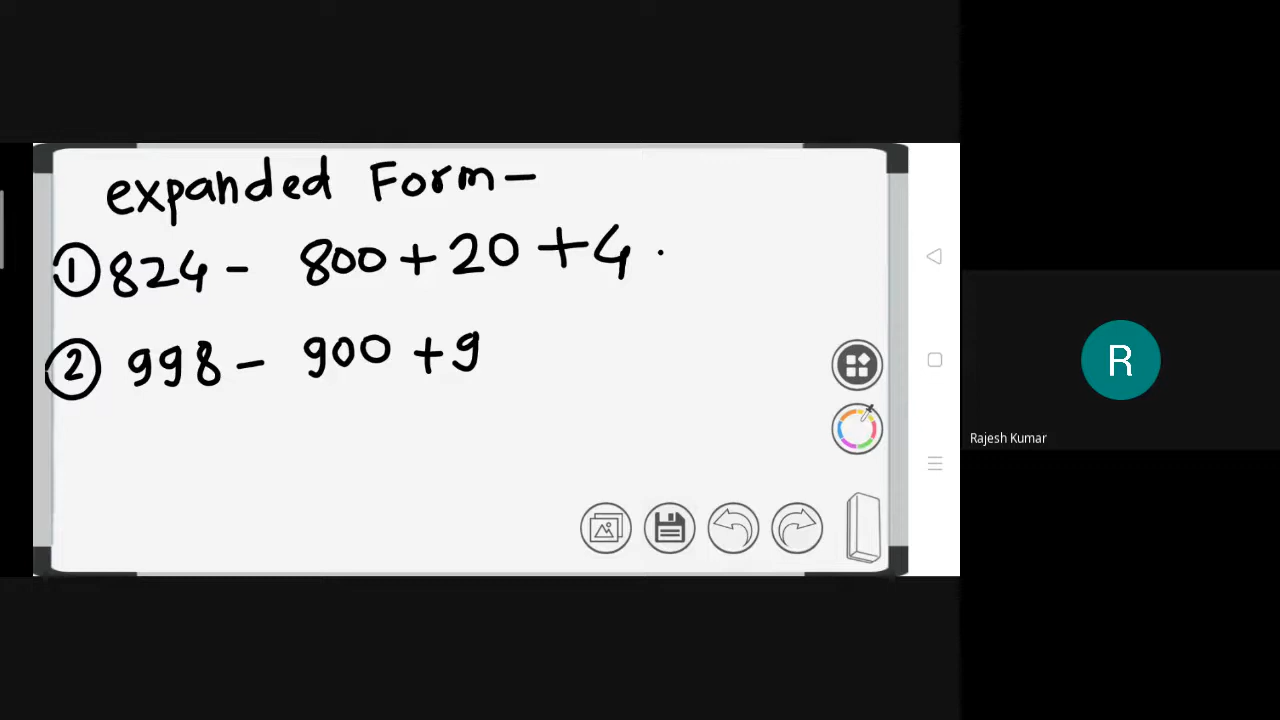 expanded Form-
① 824 - 800 + 20 + 4 .
② 998 - 900 + 9
R
Rajesh Kumar